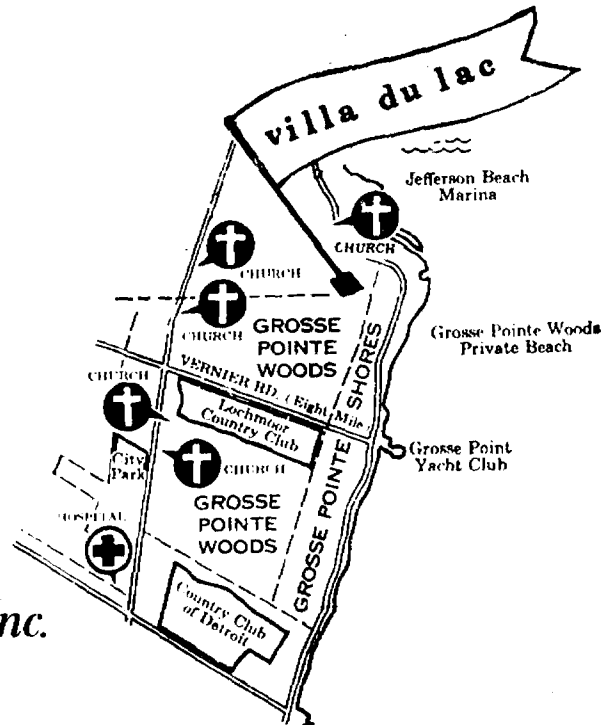 villa du lac
Jefferson Beach
Marina
CHURCH
CHURCH
CHURCH
GROSSE
POINTE
WOODS
Grosse Pointe Woods
Private Beach
GROSSE POINTE SHORES
VERNIER RD. (Eight Mile
CHURCH
Lochmoor
Country Club
City
Park
CHURCH
Grosse Point
Yacht Club
GROSSE
POINTE
WOODS
HOSPITAL
Country Club
of Detroit
nc.